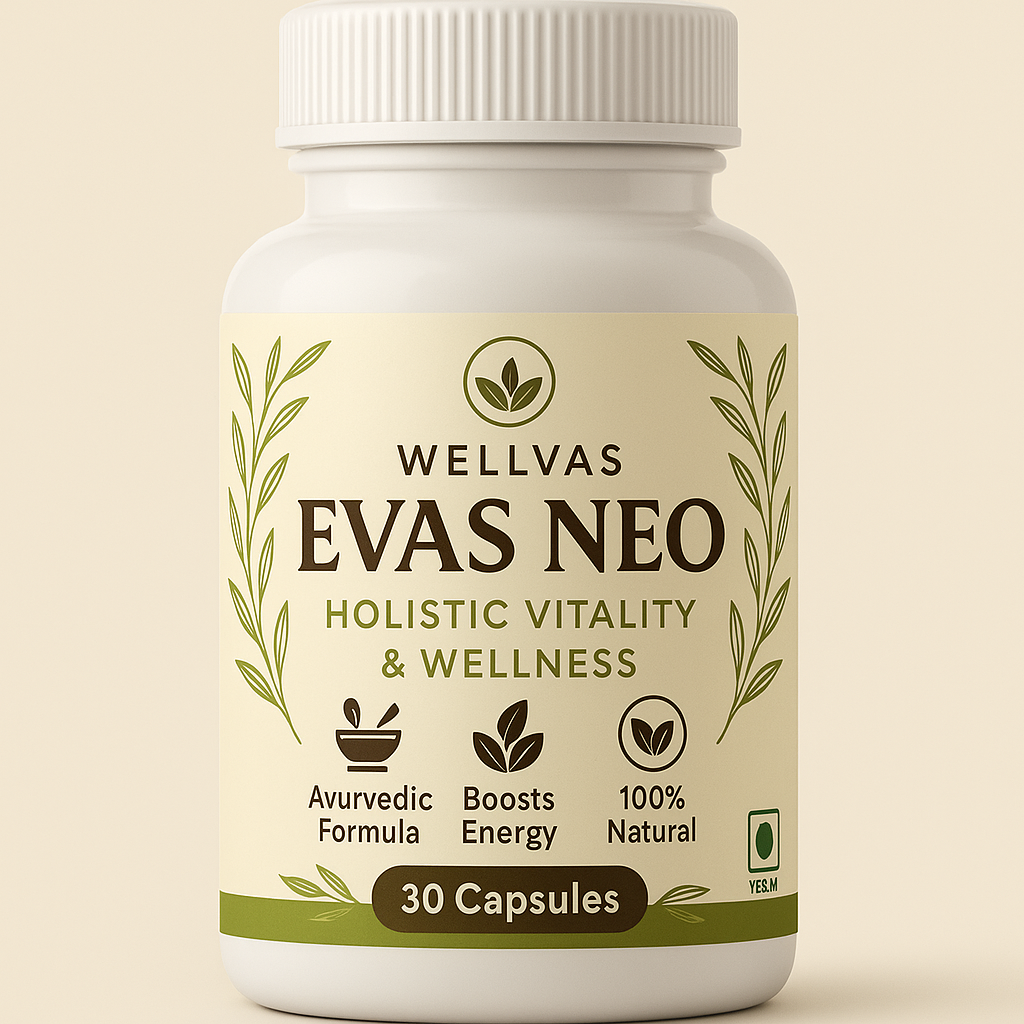 WELLVAS
EVAS NEO
HOLISTIC VITALITY
& WELLNESS
Avurvedic Boosts 100%
Formula Energy Natural
YES.M
30 Capsules